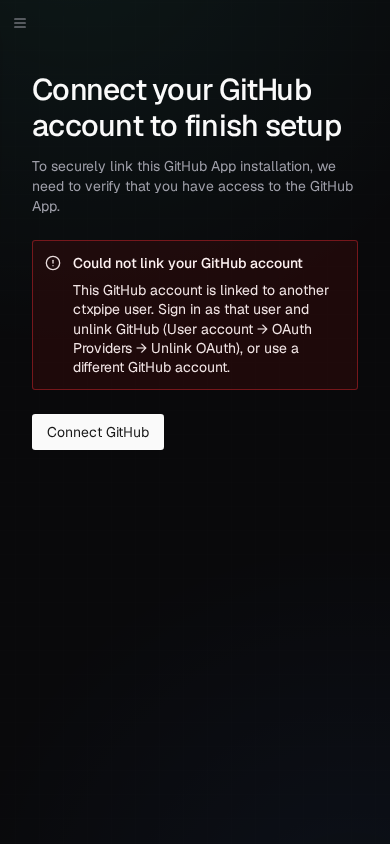 Connect your GitHub
account to finish setup
To securely link this GitHub App installation, we
need to verify that you have access to the GitHub
App.
Could not link your GitHub account
This GitHub account is linked to another
ctxpipe user. Sign in as that user and
unlink GitHub (User account → OAuth
Providers → Unlink OAuth), or use a
different GitHub account.
Connect GitHub